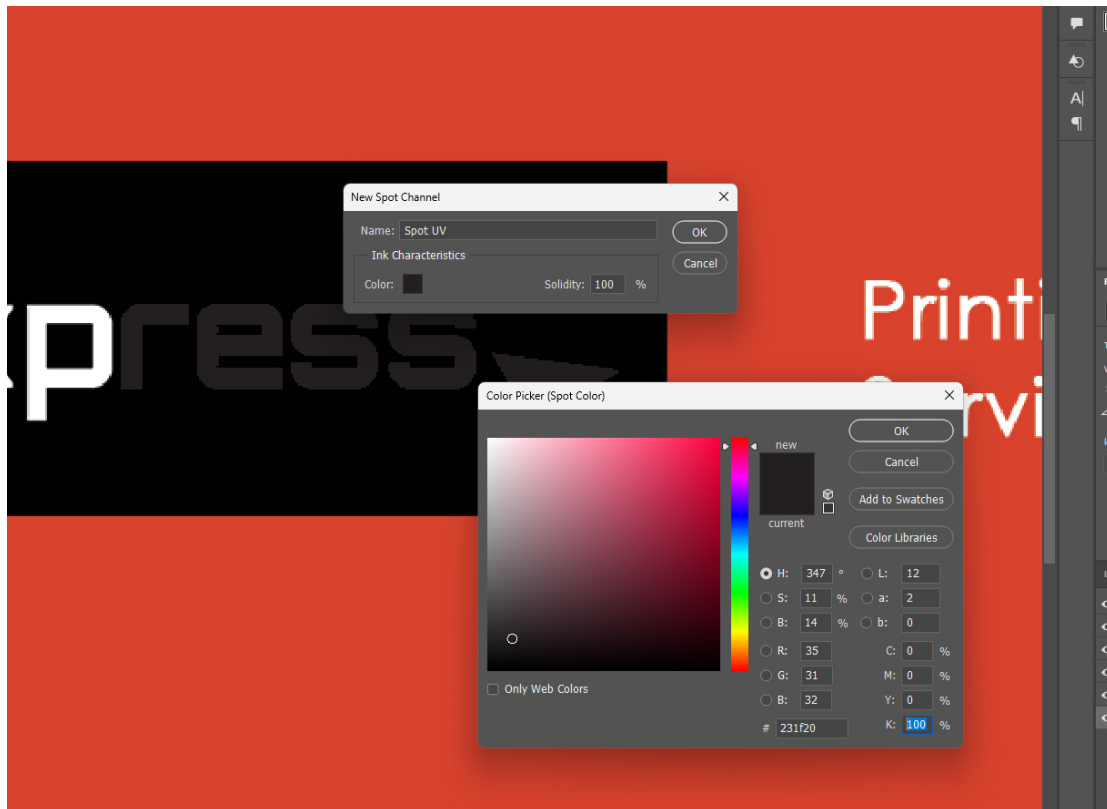 New Spot Channel
Name: Spot UV
OK
Ink Characteristics
Cancel
Color:
Solidity: 100 %
press
Printi
Color Picker (Spot Color)
rvi
new
OK
Cancel
Add to Swatches
current
Color Libraries
H: 347 °
L: 12
S: 11 %
a: 2
B: 14 %
b: 0
R: 35
C: 0 %
G: 31
M: 0 %
Only Web Colors
B: 32
Y: 0 %
# 231f20
K: 100 %